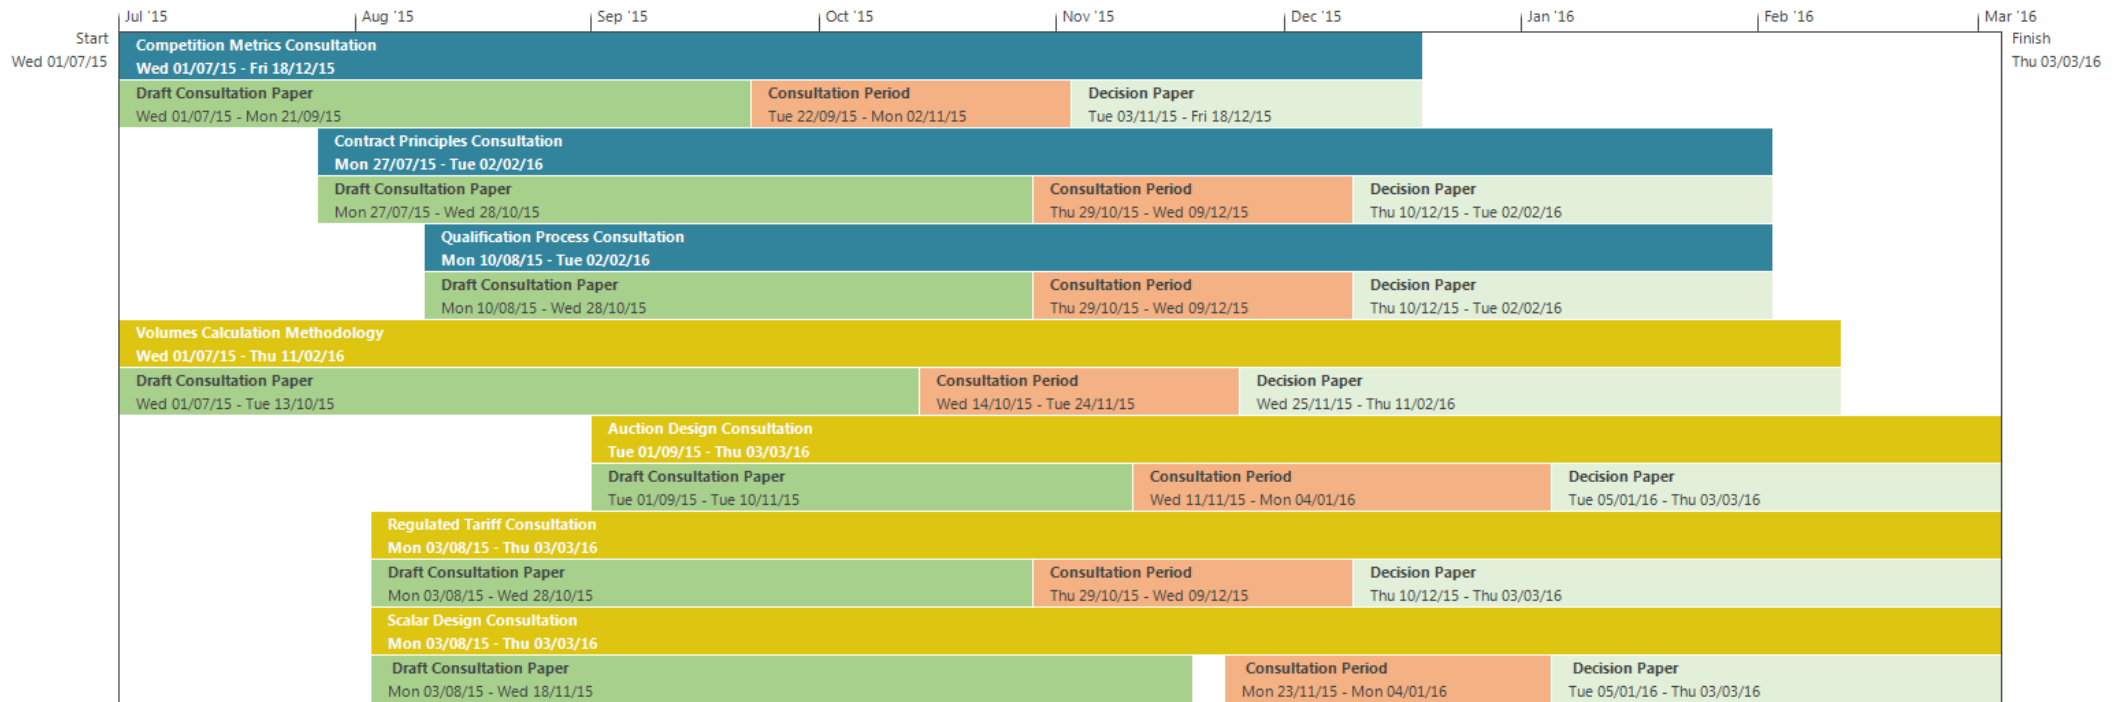 Jul '15
Aug '15
Sep '15
Oct '15
Nov '15
Dec '15
Jan '16
Feb '16
Mar '16
Start
Wed 01/07/15
Finish
Thu 03/03/16
Competition Metrics Consultation
Wed 01/07/15 - Fri 18/12/15
Draft Consultation Paper
Wed 01/07/15 - Mon 21/09/15
Consultation Period
Tue 22/09/15 - Mon 02/11/15
Decision Paper
Tue 03/11/15 - Fri 18/12/15
Contract Principles Consultation
Mon 27/07/15 - Tue 02/02/16
Draft Consultation Paper
Mon 27/07/15 - Wed 28/10/15
Consultation Period
Thu 29/10/15 - Wed 09/12/15
Decision Paper
Thu 10/12/15 - Tue 02/02/16
Qualification Process Consultation
Mon 10/08/15 - Tue 02/02/16
Draft Consultation Paper
Mon 10/08/15 - Wed 28/10/15
Consultation Period
Thu 29/10/15 - Wed 09/12/15
Decision Paper
Thu 10/12/15 - Tue 02/02/16
Volumes Calculation Methodology
Wed 01/07/15 - Thu 11/02/16
Draft Consultation Paper
Wed 01/07/15 - Tue 13/10/15
Consultation Period
Wed 14/10/15 - Tue 24/11/15
Decision Paper
Wed 25/11/15 - Thu 11/02/16
Auction Design Consultation
Tue 01/09/15 - Thu 03/03/16
Draft Consultation Paper
Tue 01/09/15 - Tue 10/11/15
Consultation Period
Wed 11/11/15 - Mon 04/01/16
Decision Paper
Tue 05/01/16 - Thu 03/03/16
Regulated Tariff Consultation
Mon 03/08/15 - Thu 03/03/16
Draft Consultation Paper
Mon 03/08/15 - Wed 28/10/15
Consultation Period
Thu 29/10/15 - Wed 09/12/15
Decision Paper
Thu 10/12/15 - Thu 03/03/16
Scalar Design Consultation
Mon 03/08/15 - Thu 03/03/16
Draft Consultation Paper
Mon 03/08/15 - Wed 18/11/15
Consultation Period
Mon 23/11/15 - Mon 04/01/16
Decision Paper
Tue 05/01/16 - Thu 03/03/16